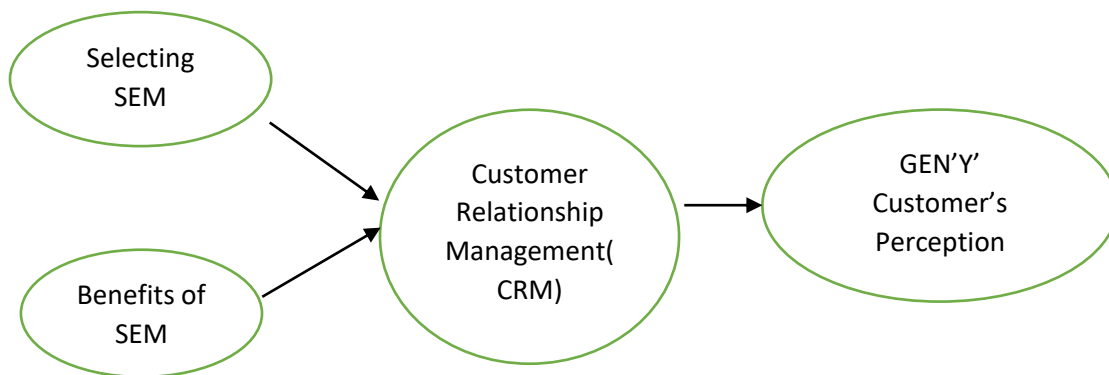 Selecting
SEM
Customer
Relationship
Management(
CRM)
GEN’Y’
Customer’s
Perception
Benefits of
SEM